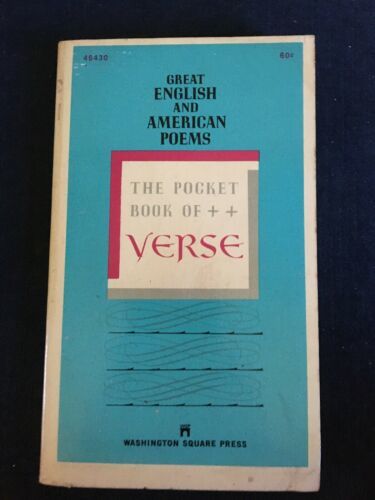 46430 60¢
GREAT
ENGLISH
AND
AMERICAN
POEMS
THE POCKET
BOOK OF ++
VERSE
WASHINGTON SQUARE PRESS